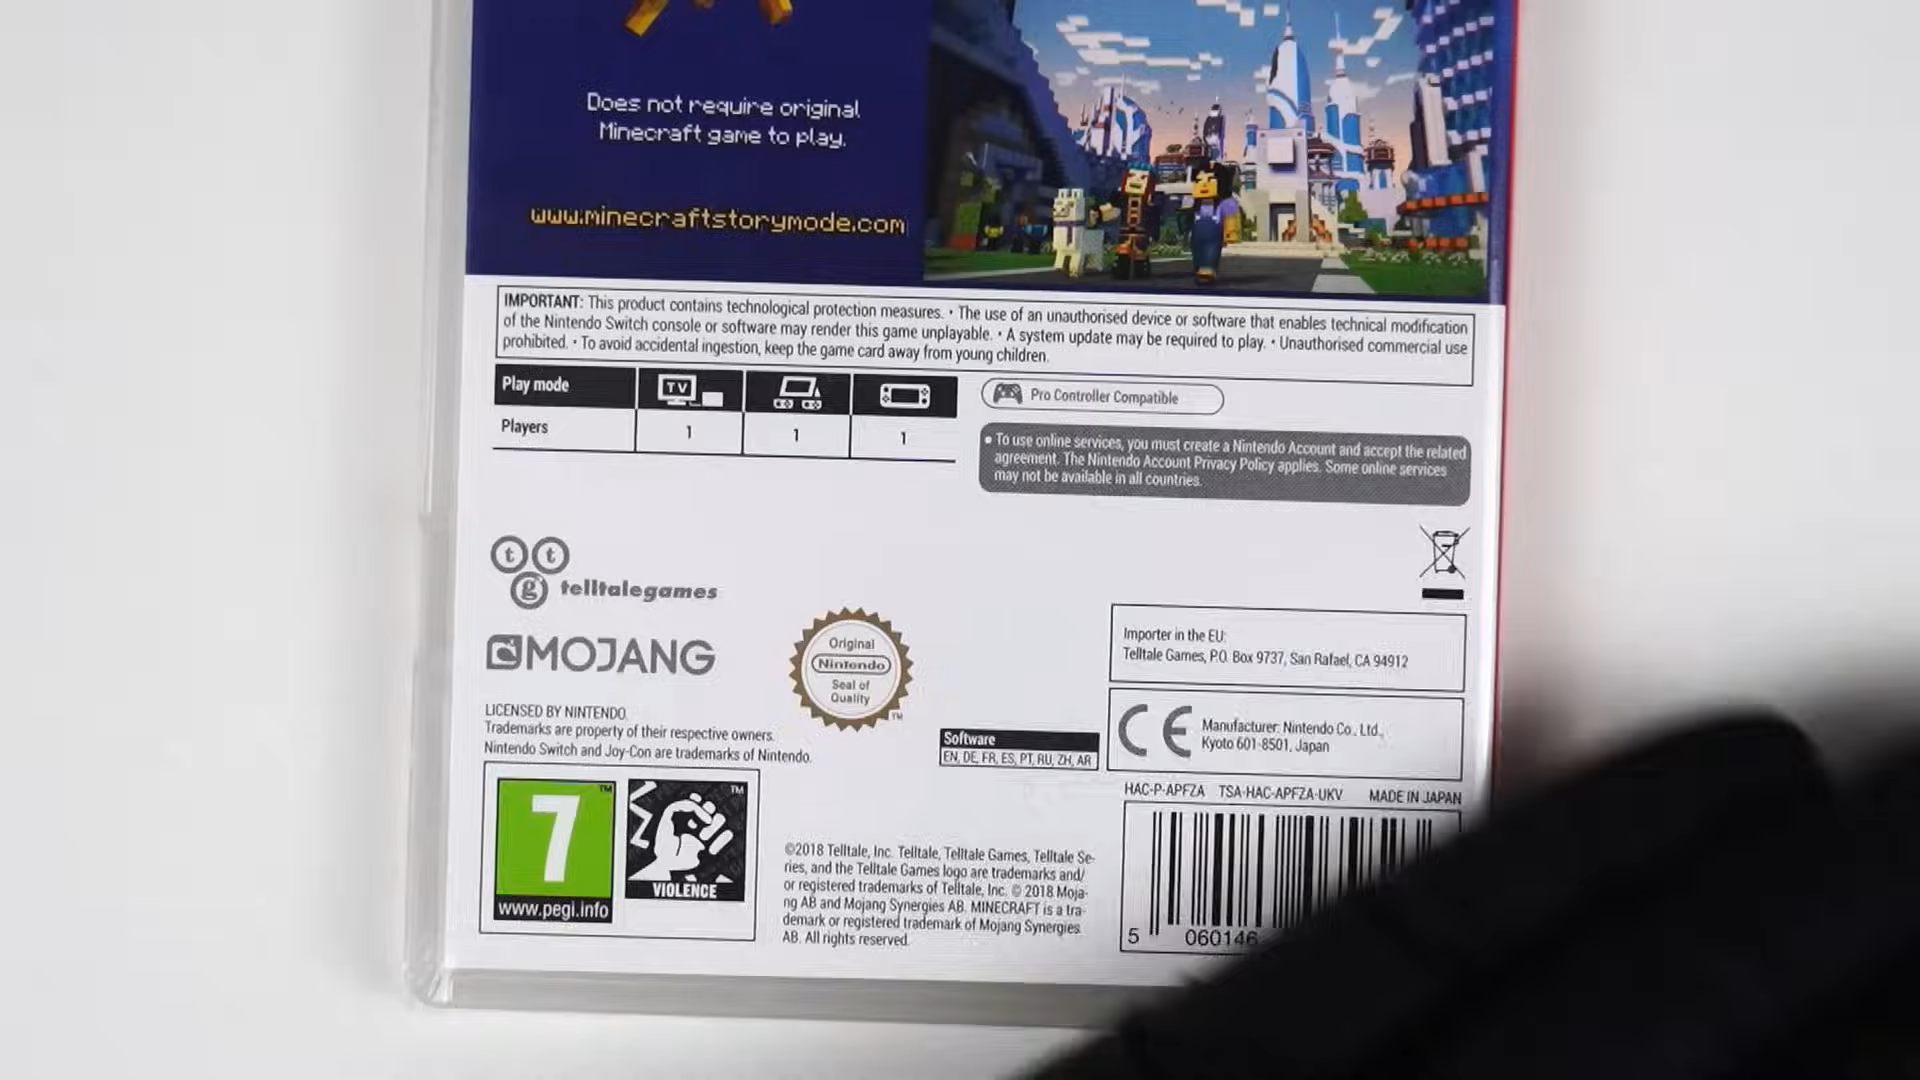 Does not require original
Minecraft game to play.
www.minecraftstorymode.com
IMPORTANT: This product contains technological protection measures. • The use of an unauthorised device or software that enables technical modification
of the Nintendo Switch console or software may render this game unplayable. • A system update may be required to play. • Unauthorised commercial use
prohibited. • To avoid accidental ingestion, keep the game card away from young children.
Play mode
TV
Players
1
1
1
Pro Controller Compatible
• To use online services, you must create a Nintendo Account and accept the related
agreement. The Nintendo Account Privacy Policy applies. Some online services
may not be available in all countries.
t t
g telltalegames
MOJANG
Original
Nintendo
Seal of
Quality
TM
LICENSED BY NINTENDO.
Trademarks are property of their respective owners.
Nintendo Switch and Joy-Con are trademarks of Nintendo.
Software
EN, DE, FR, ES, PT, RU, ZH, AR
Importer in the EU:
Telltale Games, P.O. Box 9737, San Rafael, CA 94912
CE
Manufacturer: Nintendo Co., Ltd.,
Kyoto 601-8501, Japan
HAC-P-APFZA TSA-HAC-APFZA-UKV MADE IN JAPAN
7 TM
www.pegi.info
TM
VIOLENCE
©2018 Telltale, Inc. Telltale, Telltale Games, Telltale Se-
ries, and the Telltale Games logo are trademarks and/
or registered trademarks of Telltale, Inc. © 2018 Moja-
ng AB and Mojang Synergies AB. MINECRAFT is a tra-
demark or registered trademark of Mojang Synergies
AB. All rights reserved.
5 060146